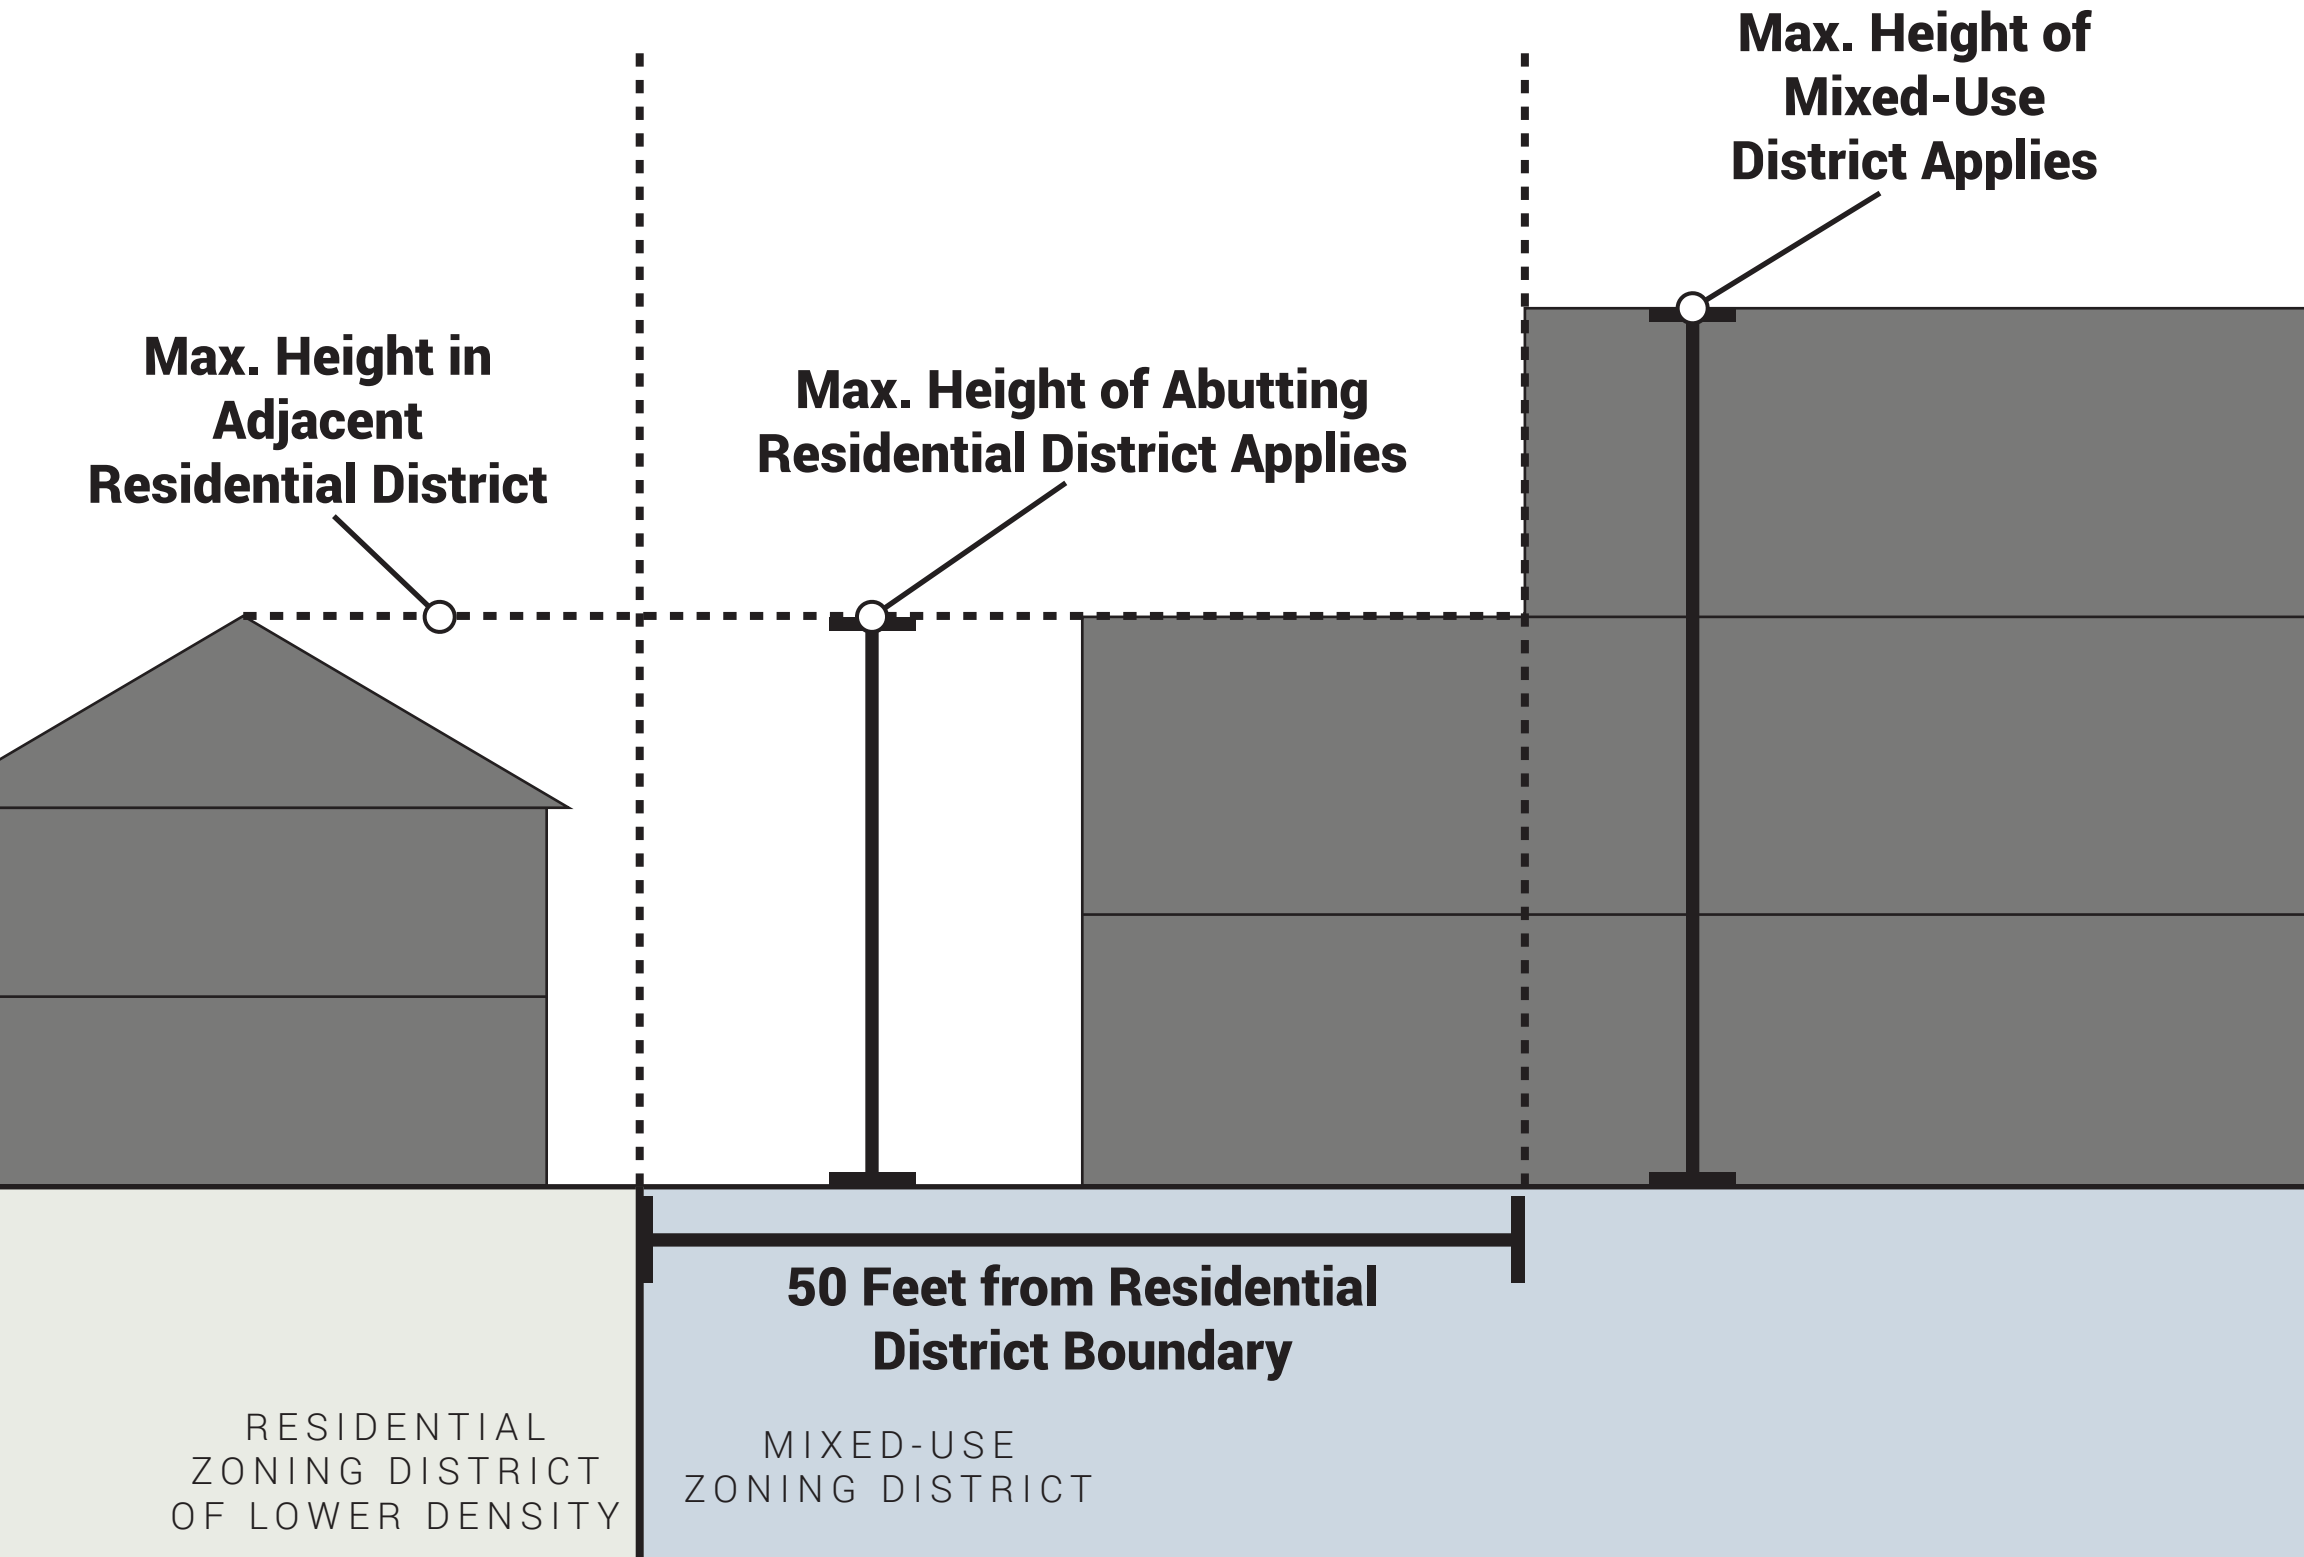 Max. Height of
Mixed-Use
District Applies
Max. Height in
Adjacent
Residential District
Max. Height of Abutting
Residential District Applies
50 Feet from Residential
District Boundary
RESIDENTIAL
ZONING DISTRICT
OF LOWER DENSITY
MIXED-USE
ZONING DISTRICT